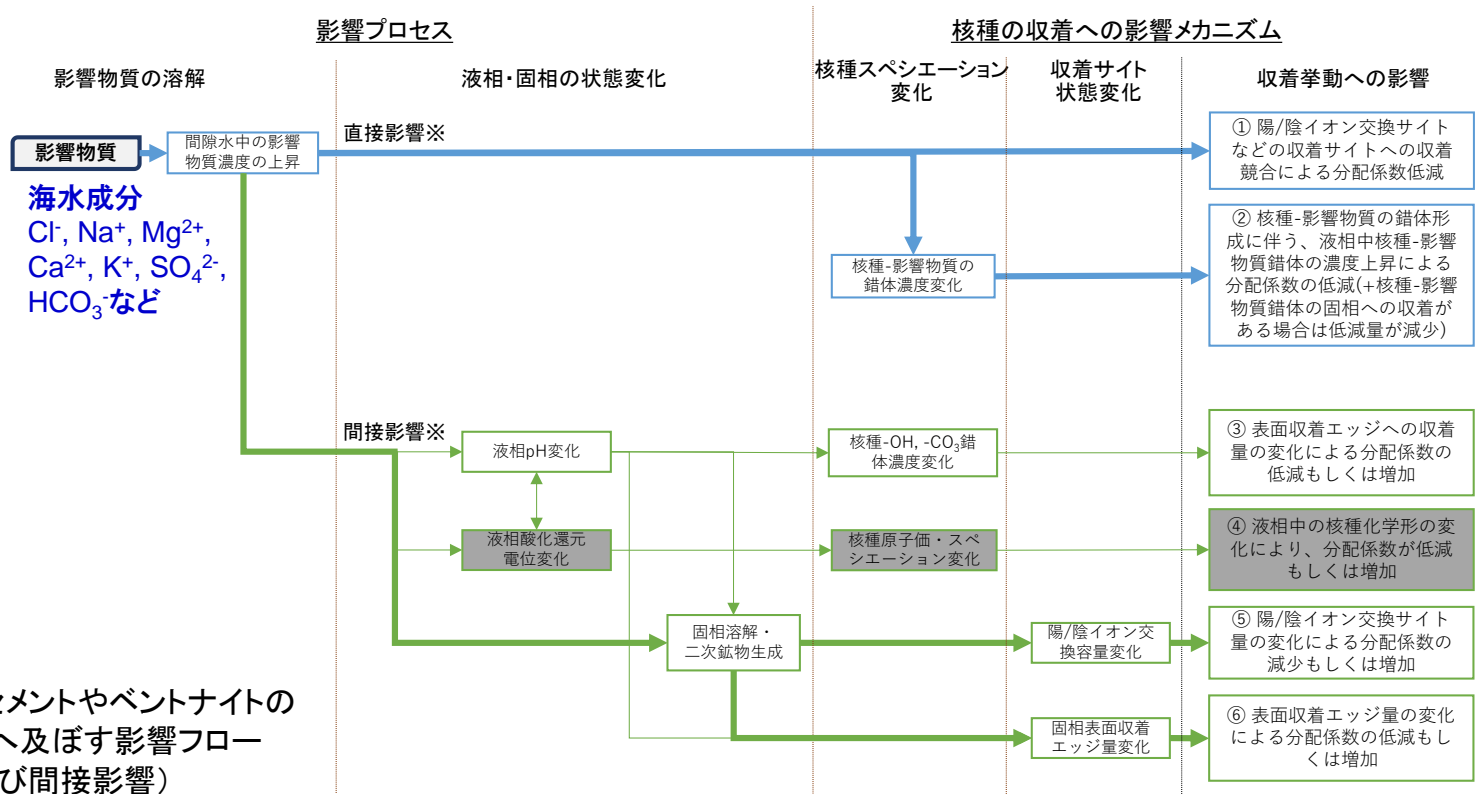 影響プロセス
核種の収着への影響メカニズム
影響物質の溶解
液相・固相の状態変化
核種スペシエーション
変化
収着サイト
状態変化
収着挙動への影響
影響物質
間隙水中の影響
物質濃度の上昇
直接影響※
① 陽/陰イオン交換サイト
などの収着サイトへの収着
競合による分配係数低減
海水成分
Cl⁻, Na⁺, Mg²⁺,
Ca²⁺, K⁺, SO₄²⁻,
HCO₃⁻など
核種-影響物質の
錯体濃度変化
② 核種-影響物質の錯体形
成に伴う、液相中核種-影響
物質錯体の濃度上昇による
分配係数の低減(+核種-影響
物質錯体の固相への収着が
ある場合は低減量が減少)
間接影響※
液相pH変化
核種-OH, -CO₃錯
体濃度変化
③ 表面収着エッジへの収着
量の変化による分配係数の
低減もしくは増加
液相酸化還元
電位変化
核種原子価・スペ
シエーション変化
④ 液相中の核種化学形の変
化により、分配係数が低減
もしくは増加
固相溶解・
二次鉱物生成
陽/陰イオン交
換容量変化
⑤ 陽/陰イオン交換サイト
量の変化による分配係数の
減少もしくは増加
固相表面収着
エッジ量変化
⑥ 表面収着エッジ量の変化
による分配係数の低減もし
くは増加
セメントやベントナイトの
へ及ぼす影響フロー
び間接影響）